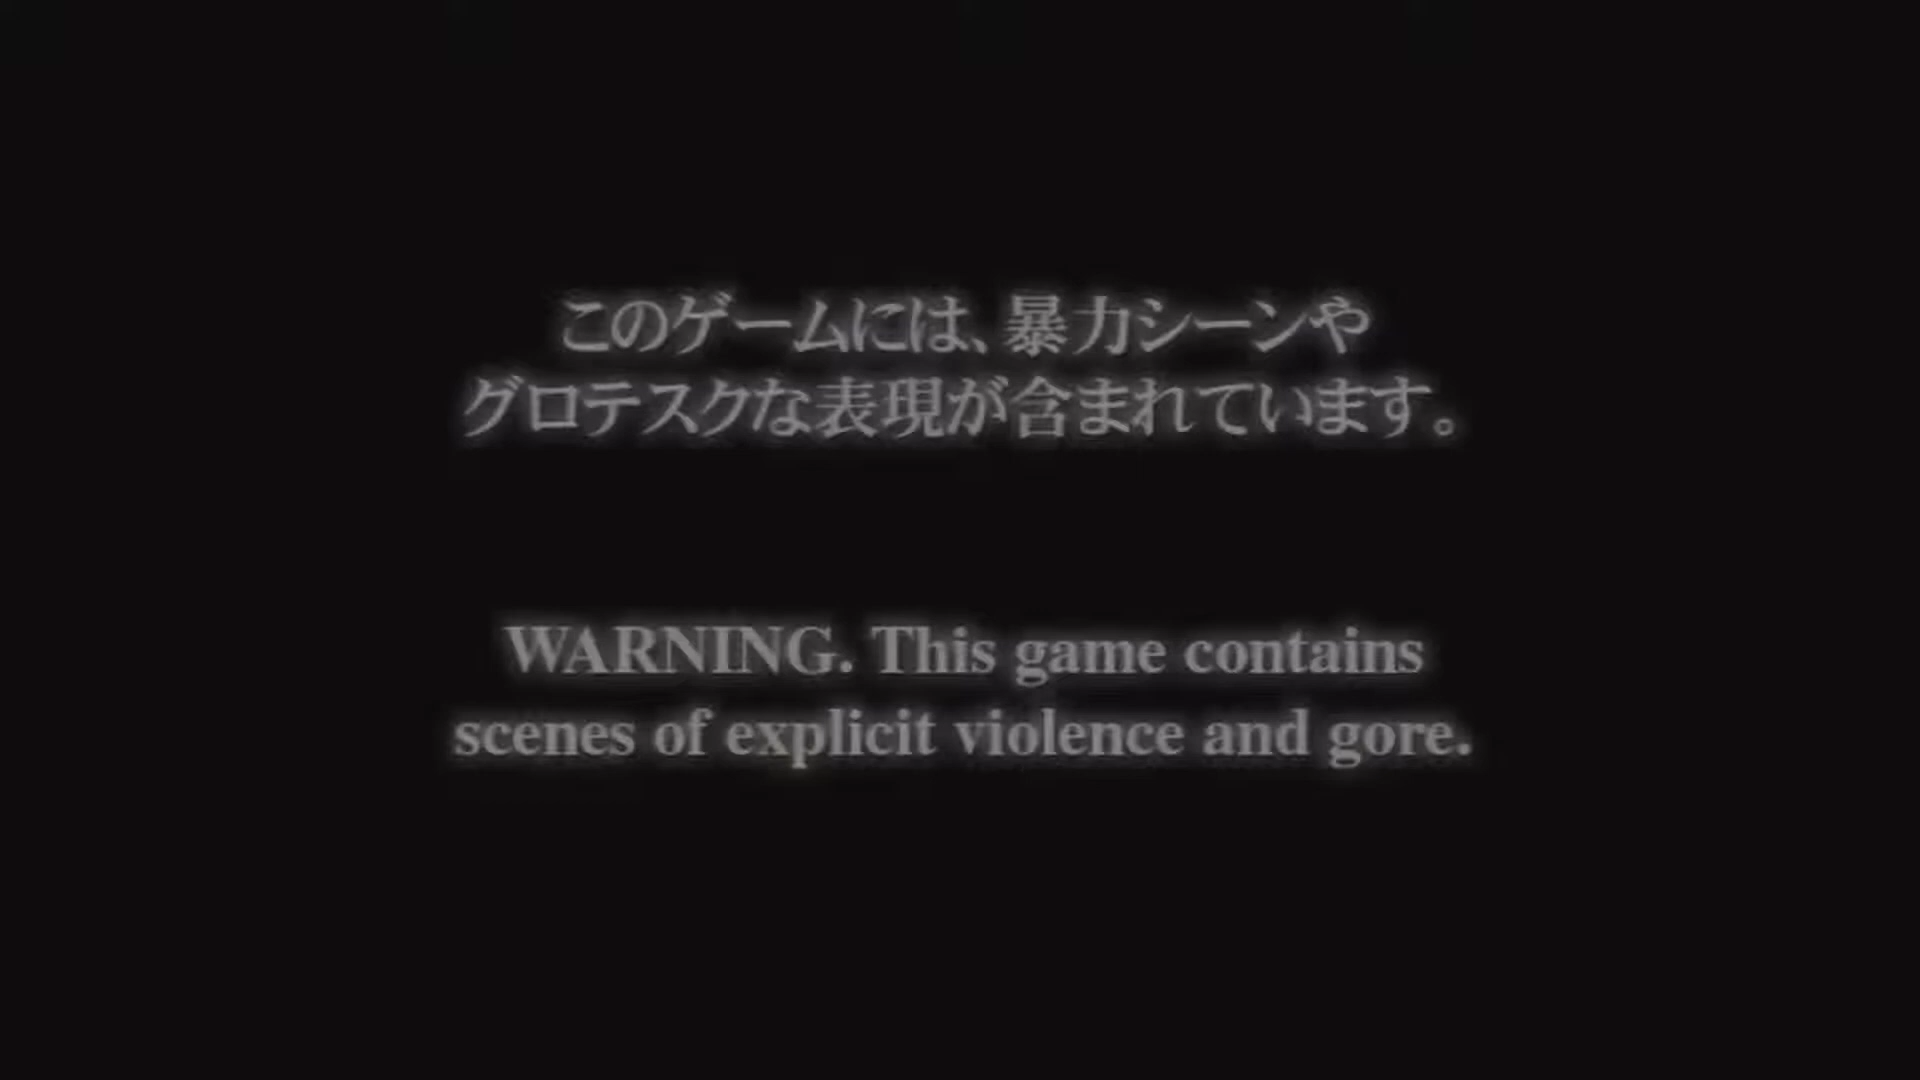 このゲームには、暴力シーンや
グロテスクな表現が含まれています。
WARNING. This game contains
scenes of explicit violence and gore.